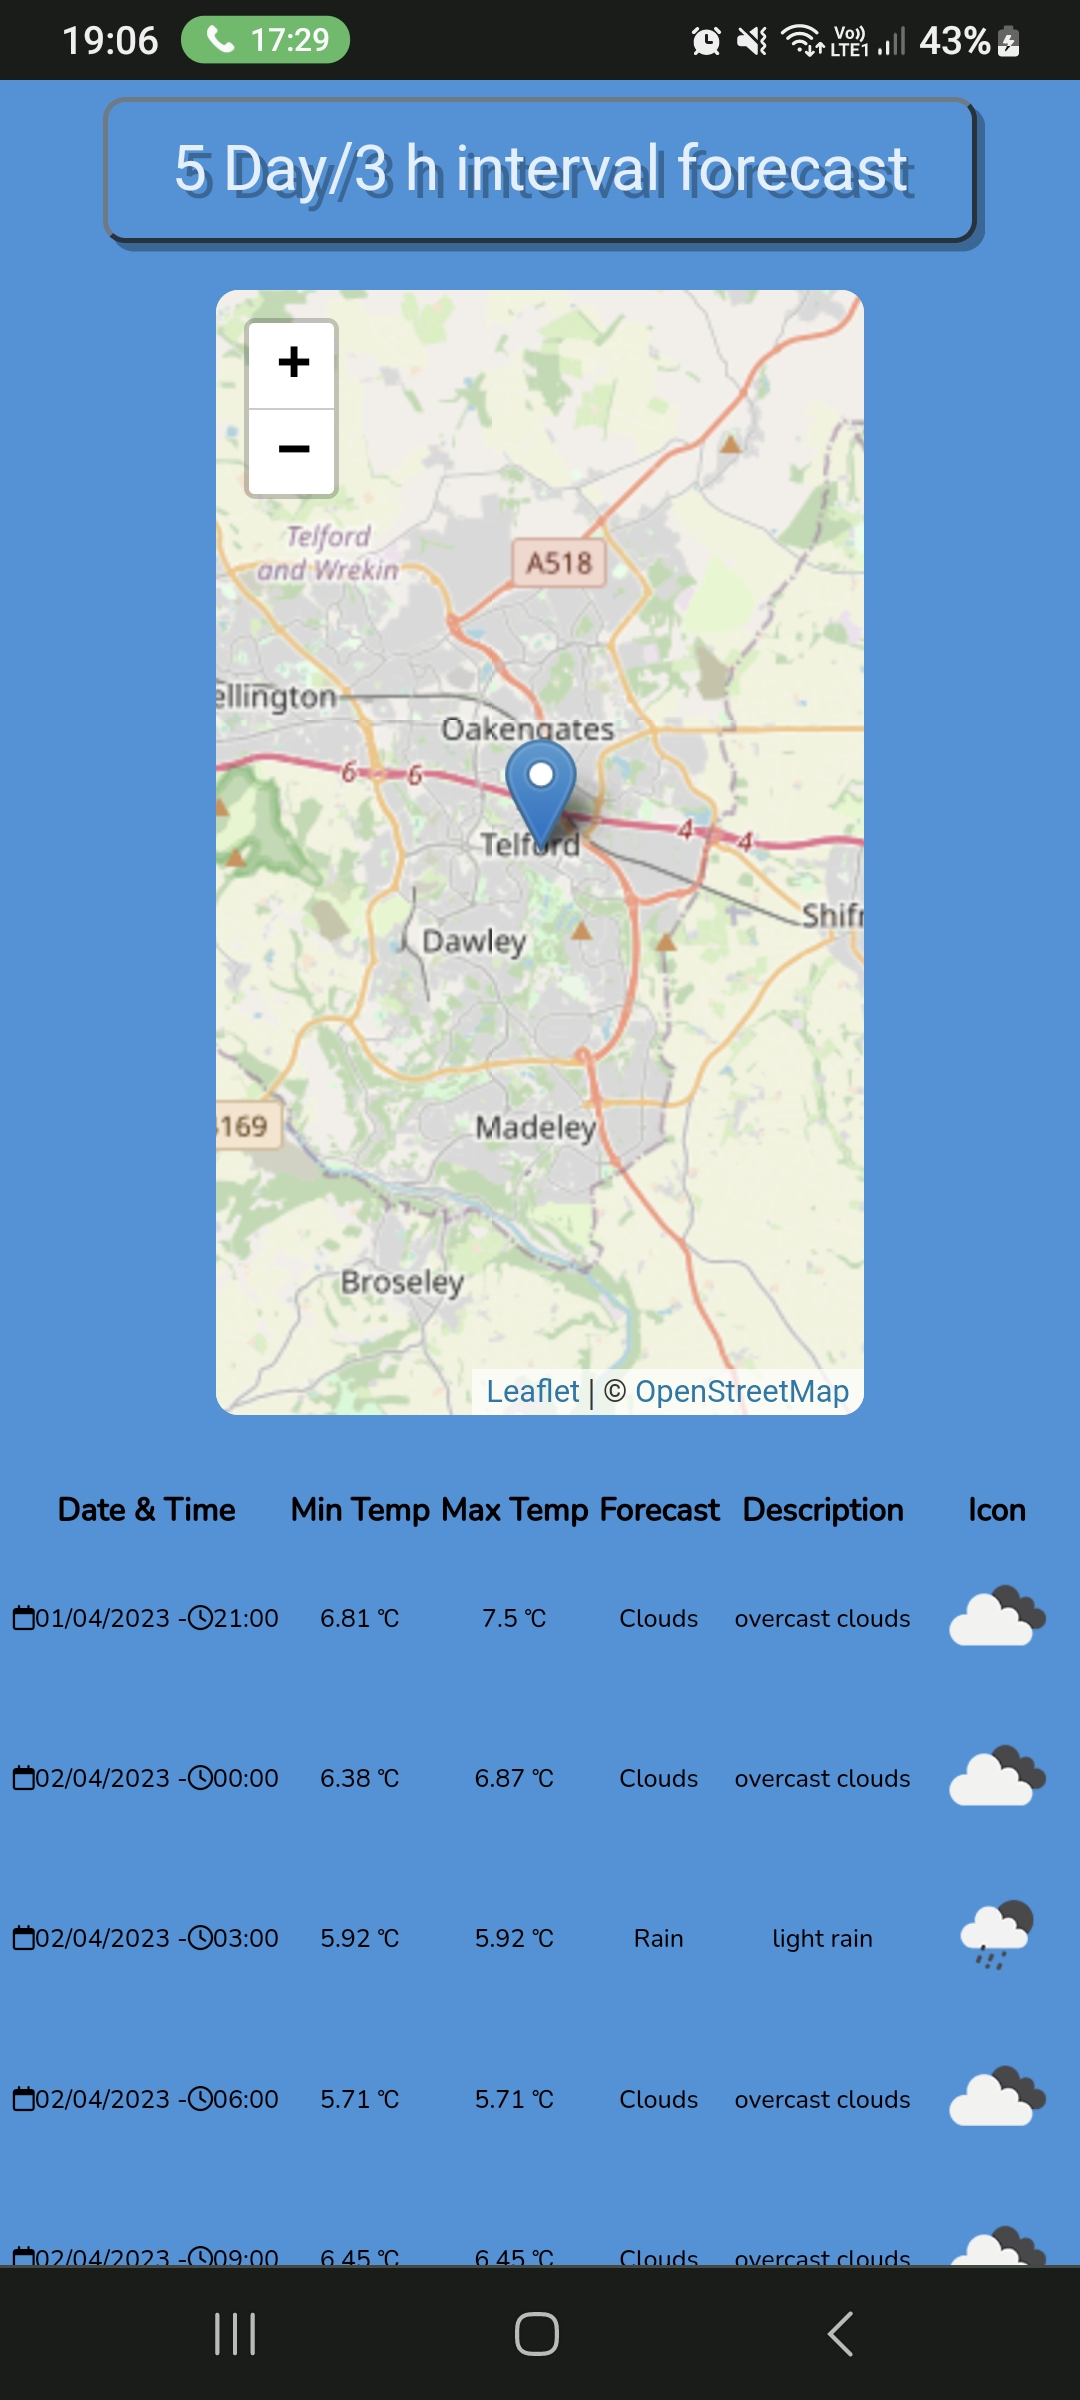 19:06 17:29 Vo)) LTE1 43%
5 Day/3 h interval forecast
+
−
Telford
and Wrekin
A518
ellington
Oakengates
6 6
4 4
Telford
Shifn
Dawley
169
Madeley
Broseley
Leaflet | © OpenStreetMap
Date & Time Min Temp Max Temp Forecast Description Icon
01/04/2023 - 21:00 6.81 ℃ 7.5 ℃ Clouds overcast clouds
02/04/2023 - 00:00 6.38 ℃ 6.87 ℃ Clouds overcast clouds
02/04/2023 - 03:00 5.92 ℃ 5.92 ℃ Rain light rain
02/04/2023 - 06:00 5.71 ℃ 5.71 ℃ Clouds overcast clouds
02/04/2023 - 09:00 6.45 ℃ 6.45 ℃ Clouds overcast clouds